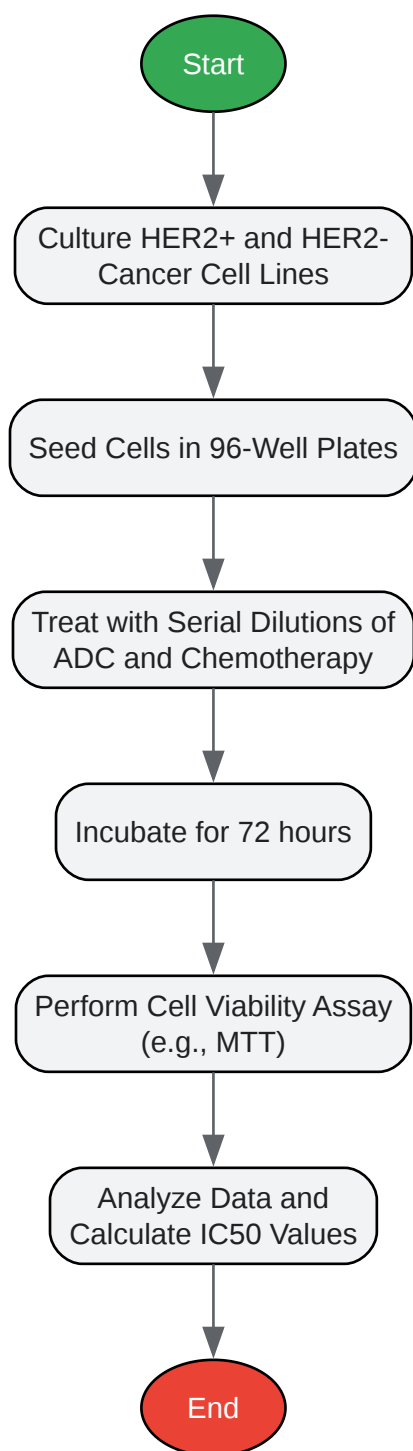 Start
Culture HER2+ and HER2-
Cancer Cell Lines
Seed Cells in 96-Well Plates
Treat with Serial Dilutions of
ADC and Chemotherapy
Incubate for 72 hours
Perform Cell Viability Assay
(e.g., MTT)
Analyze Data and
Calculate IC50 Values
End